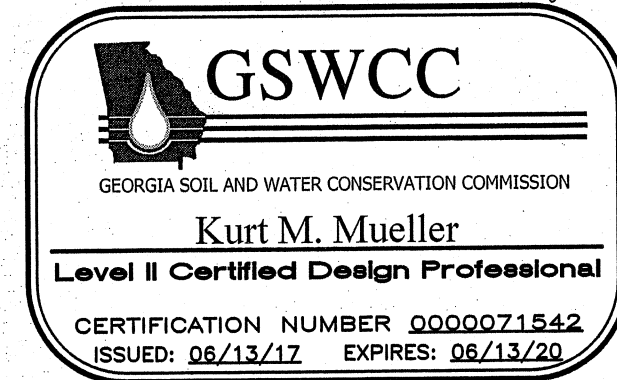 GSWCC
GEORGIA SOIL AND WATER CONSERVATION COMMISSION
Kurt M. Mueller
Level II Certified Design Professional
CERTIFICATION NUMBER 0000071542
ISSUED: 06/13/17 EXPIRES: 06/13/20